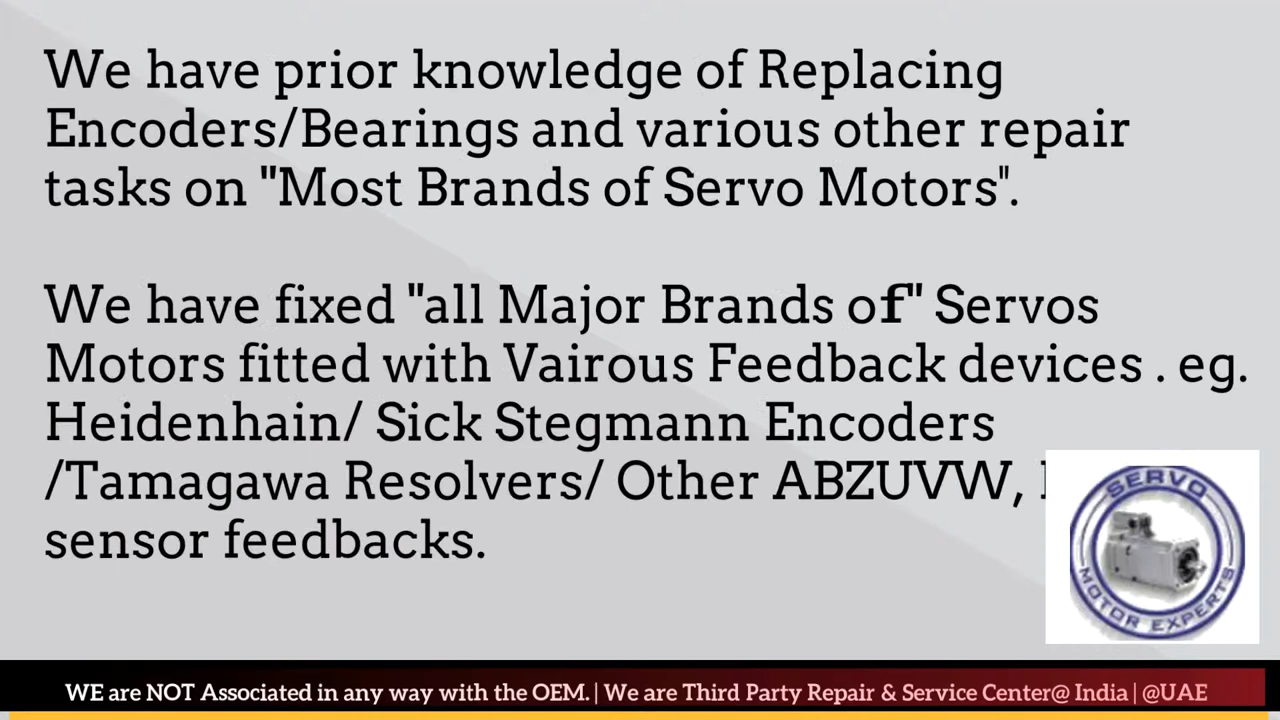 We have prior knowledge of Replacing
Encoders/Bearings and various other repair
tasks on "Most Brands of Servo Motors".
We have fixed "all Major Brands of" Servos
Motors fitted with Vairous Feedback devices . eg.
Heidenhain/ Sick Stegmann Encoders
/Tamagawa Resolvers/ Other ABZUVW,
sensor feedbacks.
SERVO
MOTOR EXPERTS
WE are NOT Associated in any way with the OEM. | We are Third Party Repair & Service Center@ India | @UAE